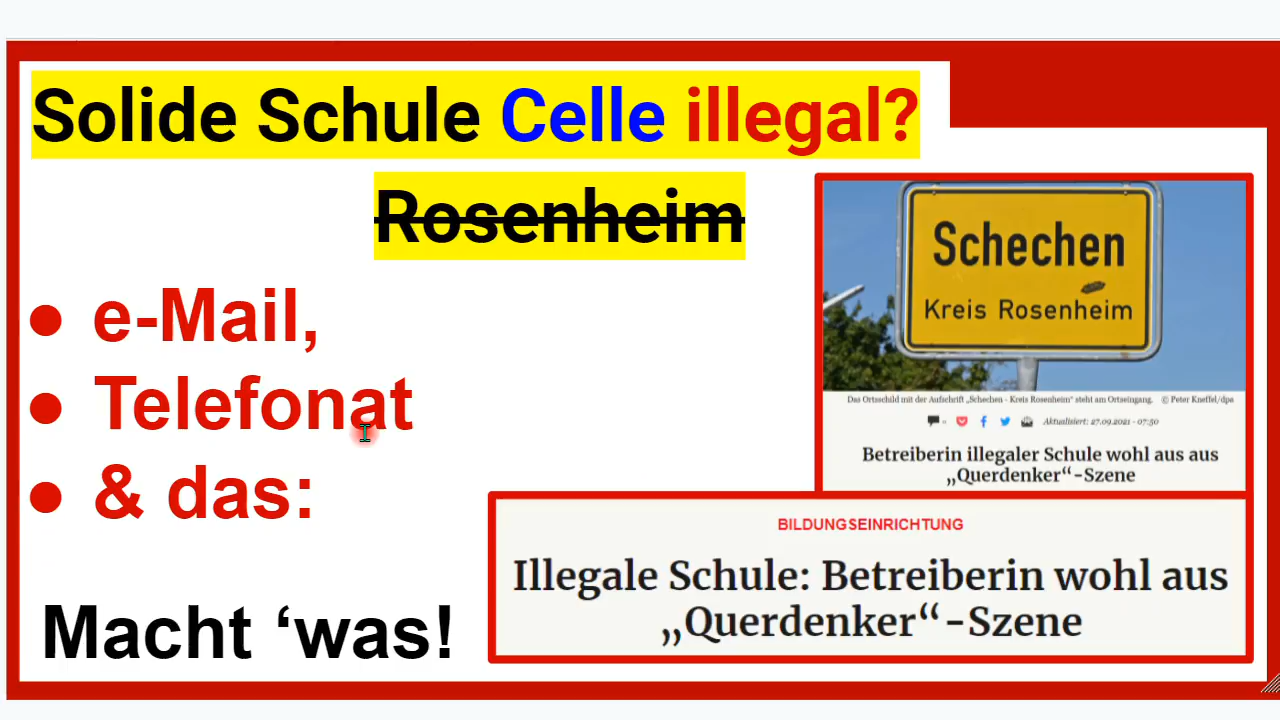 Solide Schule Celle illegal?
Rosenheim
● e-Mail,
● Telefonat
● & das:
Macht ‘was!
Schechen
Kreis Rosenheim
Das Ortsschild mit der Aufschrift „Schechen - Kreis Rosenheim“ steht am Ortseingang. © Peter Kneffel/dpa
Aktualisiert: 27.09.2021 - 07:50
Betreiberin illegaler Schule wohl aus aus
„Querdenker“-Szene
BILDUNGSEINRICHTUNG
Illegale Schule: Betreiberin wohl aus
„Querdenker“-Szene